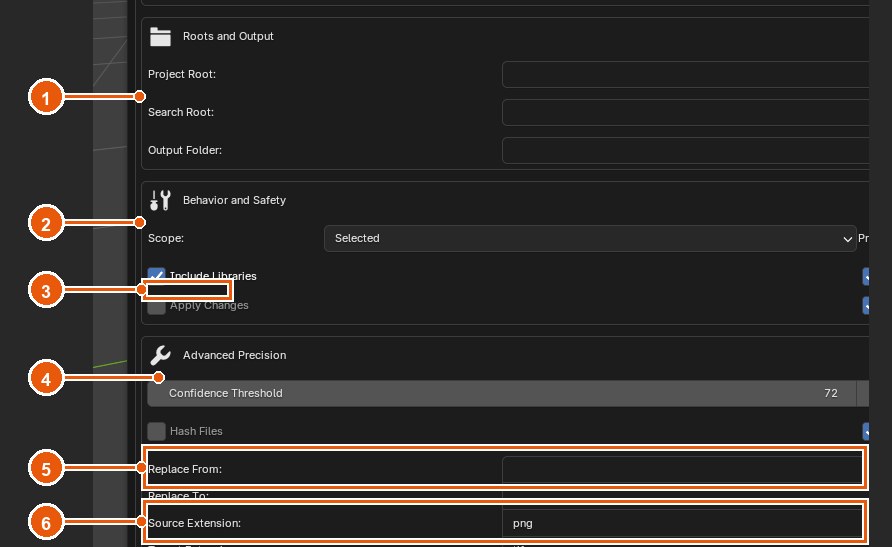 Roots and Output
Project Root:
1
Search Root:
Output Folder:
Behavior and Safety
2
Scope: Selected Pr
Include Libraries
3
Apply Changes
Advanced Precision
4
Confidence Threshold 72
Hash Files
5 Replace From:
Replace To:
6 Source Extension: png